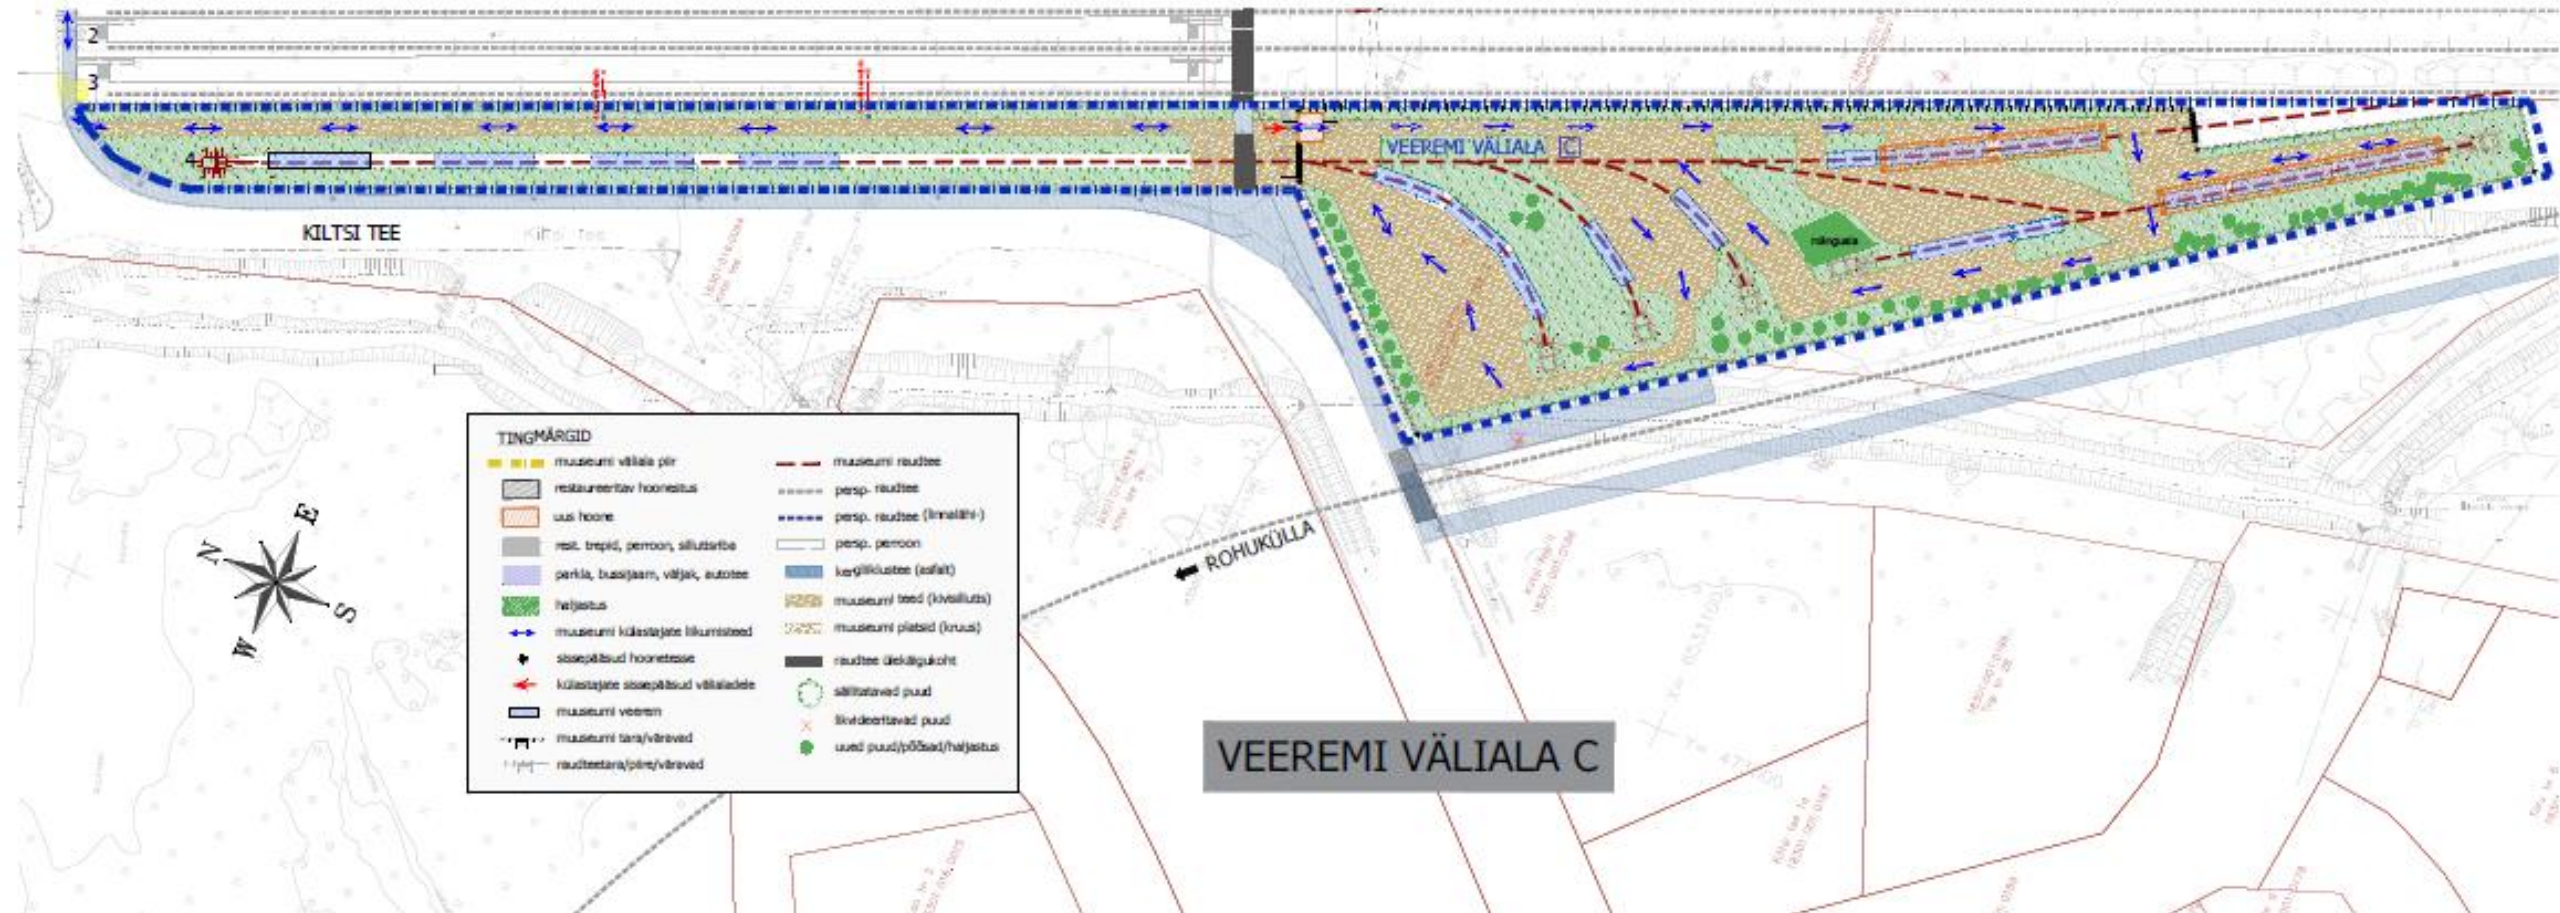 2
3
VEEREMI VÄLIALA C
4
KILTSI TEE
Kiltsi tee
mänguala
TINGMÄRGID
muuseumi väliala piir
restaureeritav hoonestus
uus hoone
rest. trepid, perroon, sillutisriba
parkla, bussijaam, väljak, autotee
haljastus
muuseumi külastajate liikumisteed
sissepääsud hoonetesse
külastajate sissepääsud välialadele
muuseumi veerem
muuseumi tara/väravad
raudteetara/piire/väravad
muuseumi raudtee
persp. raudtee
persp. raudtee (linnalähi-)
persp. perroon
kergliiklustee (asfalt)
muuseumi teed (kivisillutis)
muuseumi platsid (kruus)
raudtee ülekäigukoht
säilitatavad puud
likvideeritavad puud
uued puud/põõsad/haljastus
N
E
S
W
ROHUKÜLLA
VEEREMI VÄLIALA C